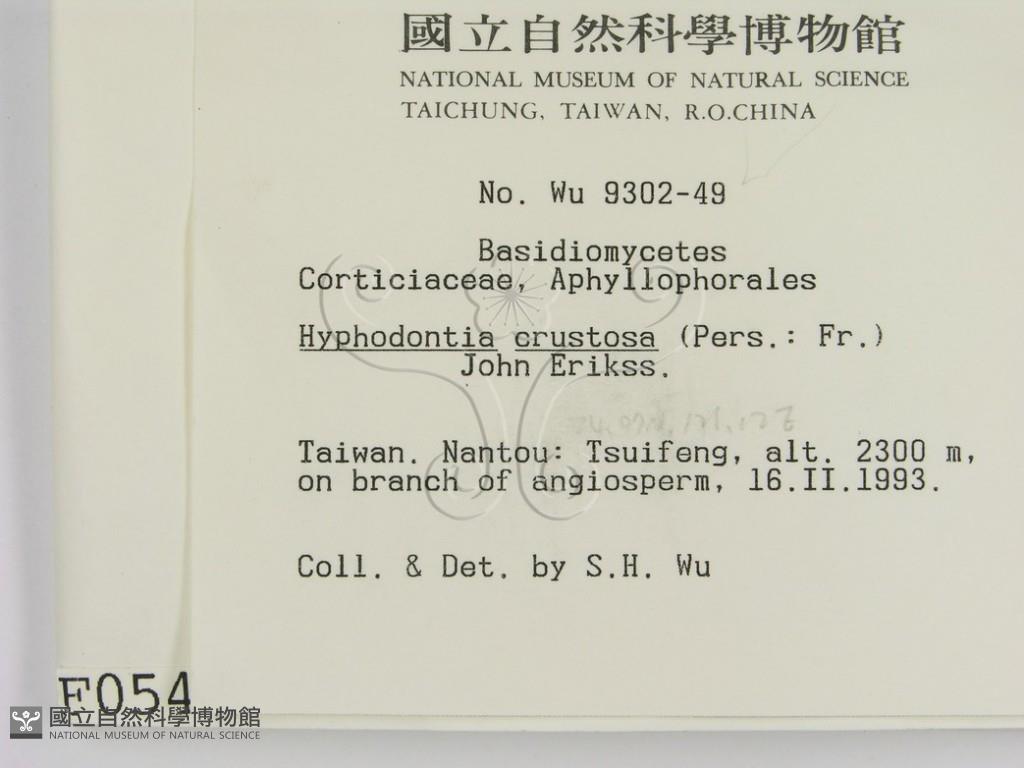 國立自然科學博物館
NATIONAL MUSEUM OF NATURAL SCIENCE
TAICHUNG, TAIWAN, R.O.CHINA
No. Wu 9302-49
Basidiomycetes
Corticiaceae, Aphyllophorales
Hyphodontia crustosa (Pers.: Fr.)
John Erikss.
Taiwan. Nantou: Tsuifeng, alt. 2300 m,
on branch of angiosperm, 16.II.1993.
Coll. & Det. by S.H. Wu
F054
國立自然科學博物館
NATIONAL MUSEUM OF NATURAL SCIENCE